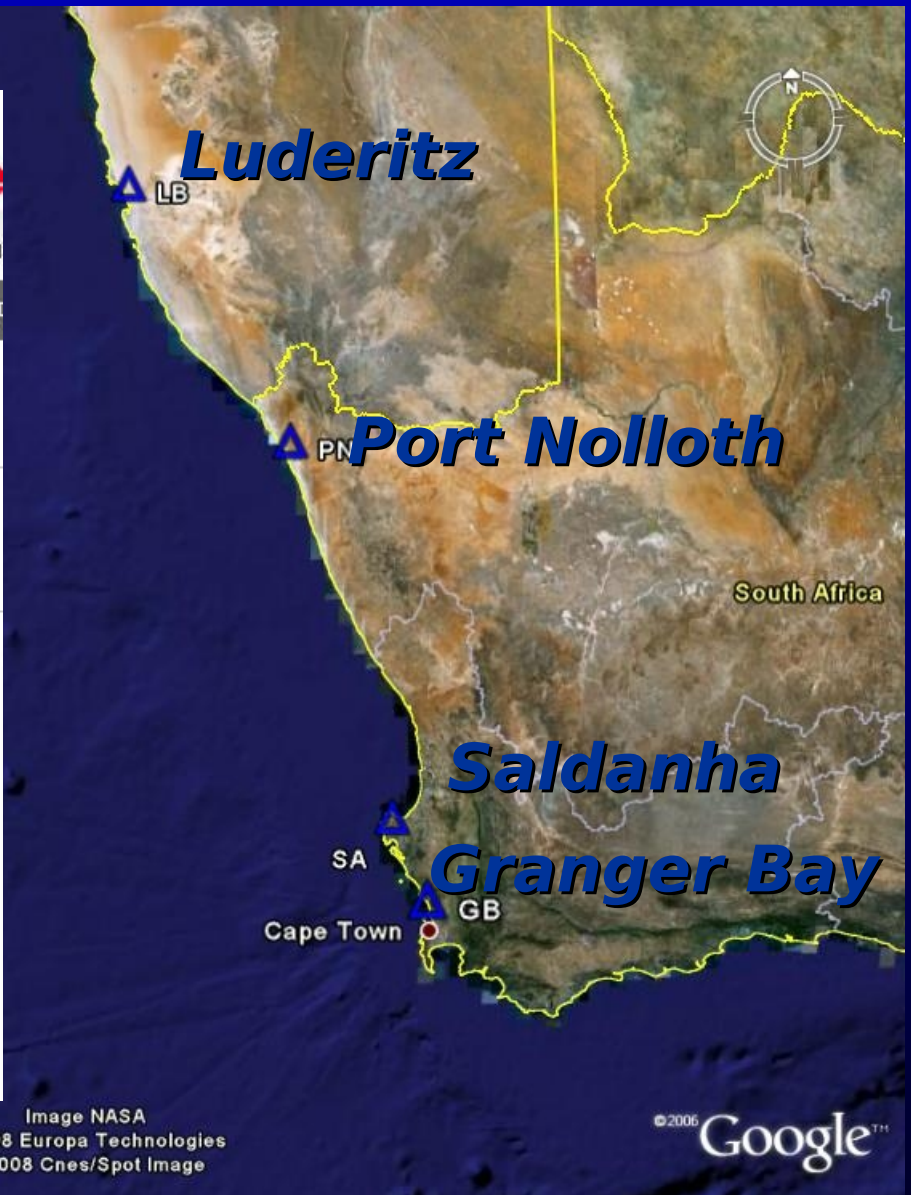 N
Luderitz
LB
PN
Port Nolloth
South Africa
Saldanha
SA
Granger Bay
GB
Cape Town
Image NASA
8 Europa Technologies
008 Cnes/Spot Image
©2006 Google™